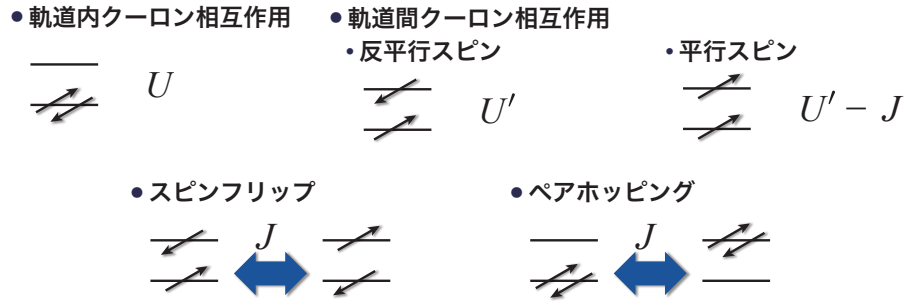 • 軌道内クーロン相互作用
U
• 軌道間クーロン相互作用
・反平行スピン
U′
・平行スピン
U′ − J
• スピンフリップ
J
• ペアホッピング
J